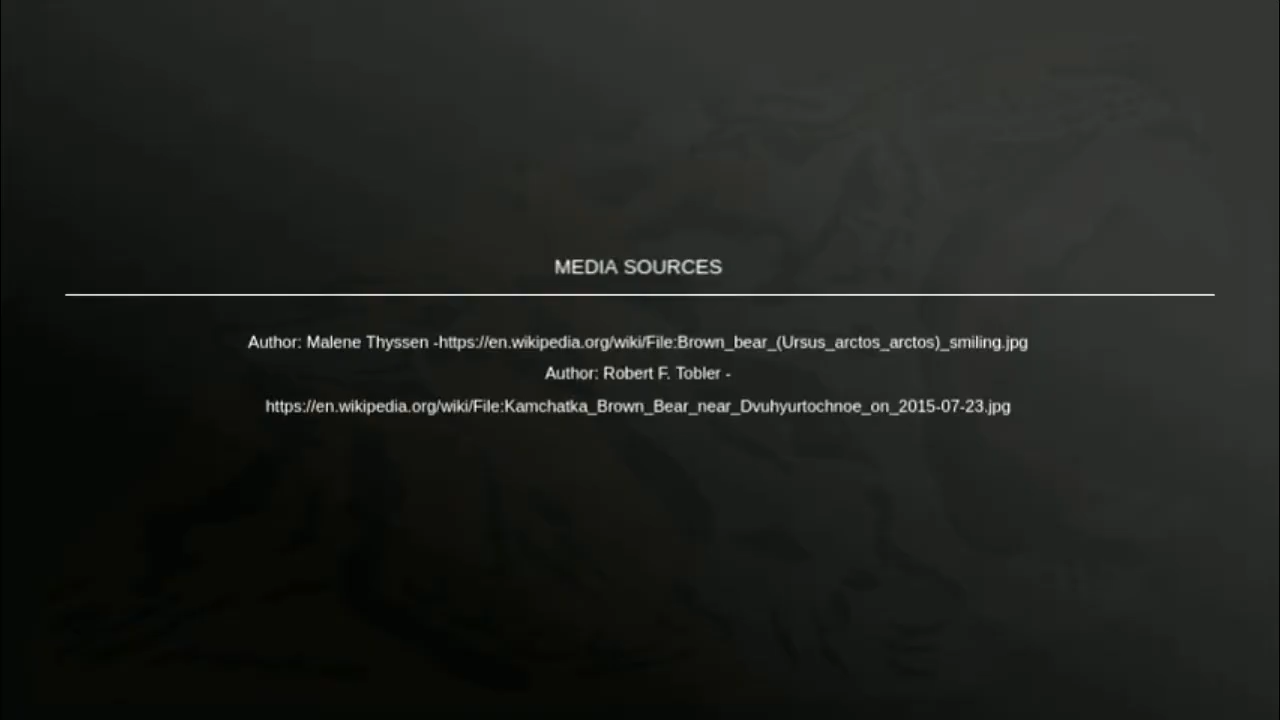 MEDIA SOURCES
Author: Malene Thyssen -https://en.wikipedia.org/wiki/File:Brown_bear_(Ursus_arctos_arctos)_smiling.jpg
Author: Robert F. Tobler -
https://en.wikipedia.org/wiki/File:Kamchatka_Brown_Bear_near_Dvuhyurtochnoe_on_2015-07-23.jpg